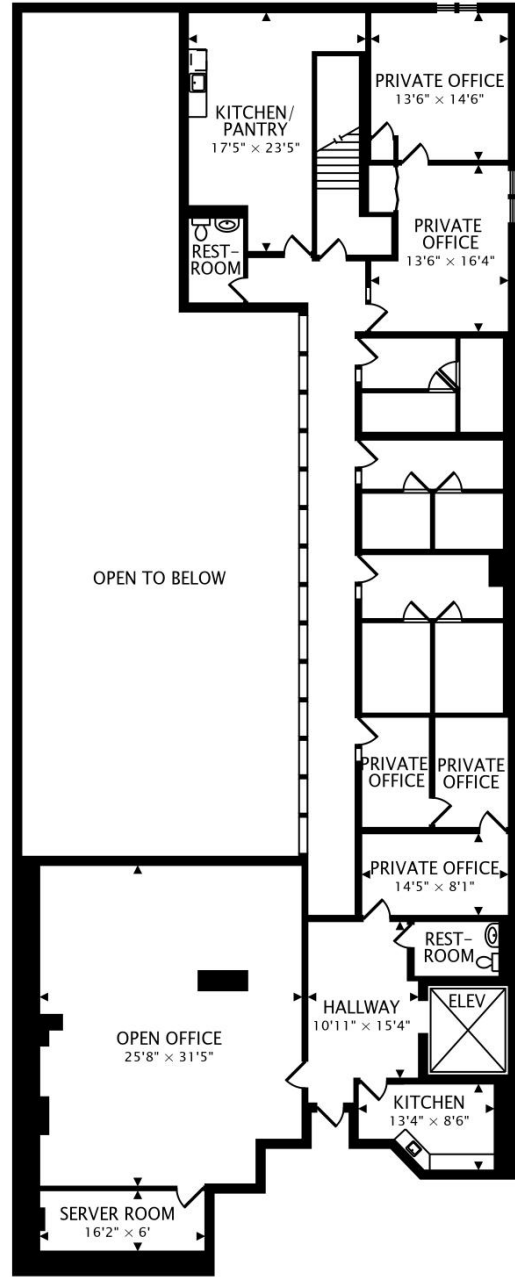 PRIVATE OFFICE
13'6" × 14'6"
KITCHEN/
PANTRY
17'5" × 23'5"
PRIVATE
OFFICE
13'6" × 16'4"
REST-
ROOM
OPEN TO BELOW
PRIVATE
OFFICE
PRIVATE
OFFICE
PRIVATE OFFICE
14'5" × 8'1"
REST-
ROOM
HALLWAY
10'11" × 15'4"
ELEV
OPEN OFFICE
25'8" × 31'5"
KITCHEN
13'4" × 8'6"
SERVER ROOM
16'2" × 6'